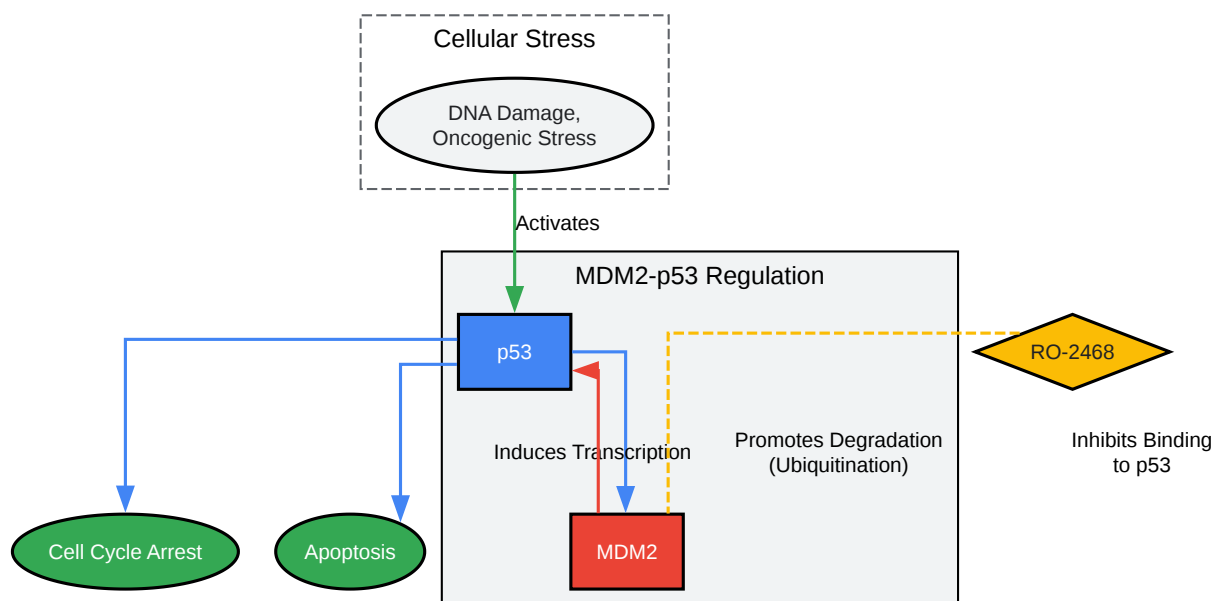 Cellular Stress
DNA Damage,
Oncogenic Stress
Activates
MDM2-p53 Regulation
p53
RO-2468
Induces Transcription
Promotes Degradation
(Ubiquitination)
Inhibits Binding
to p53
Cell Cycle Arrest
Apoptosis
MDM2